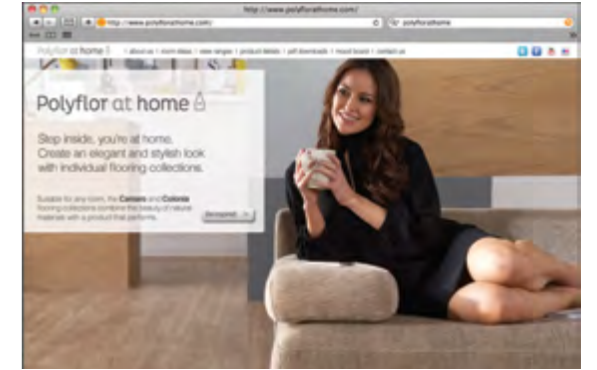 http://www.polyflorathome.com/
http://www.polyflorathome.com/
polyflorathome
Polyflor at home
about us | room ideas | view ranges | product details | pdf downloads | mood board | contact us
Polyflor at home
Step inside, you're at home.
Create an elegant and stylish look
with individual flooring collections.
Suitable for any room, the Camaro and Colonia
flooring collections combine the beauty of natural
materials with a product that performs.